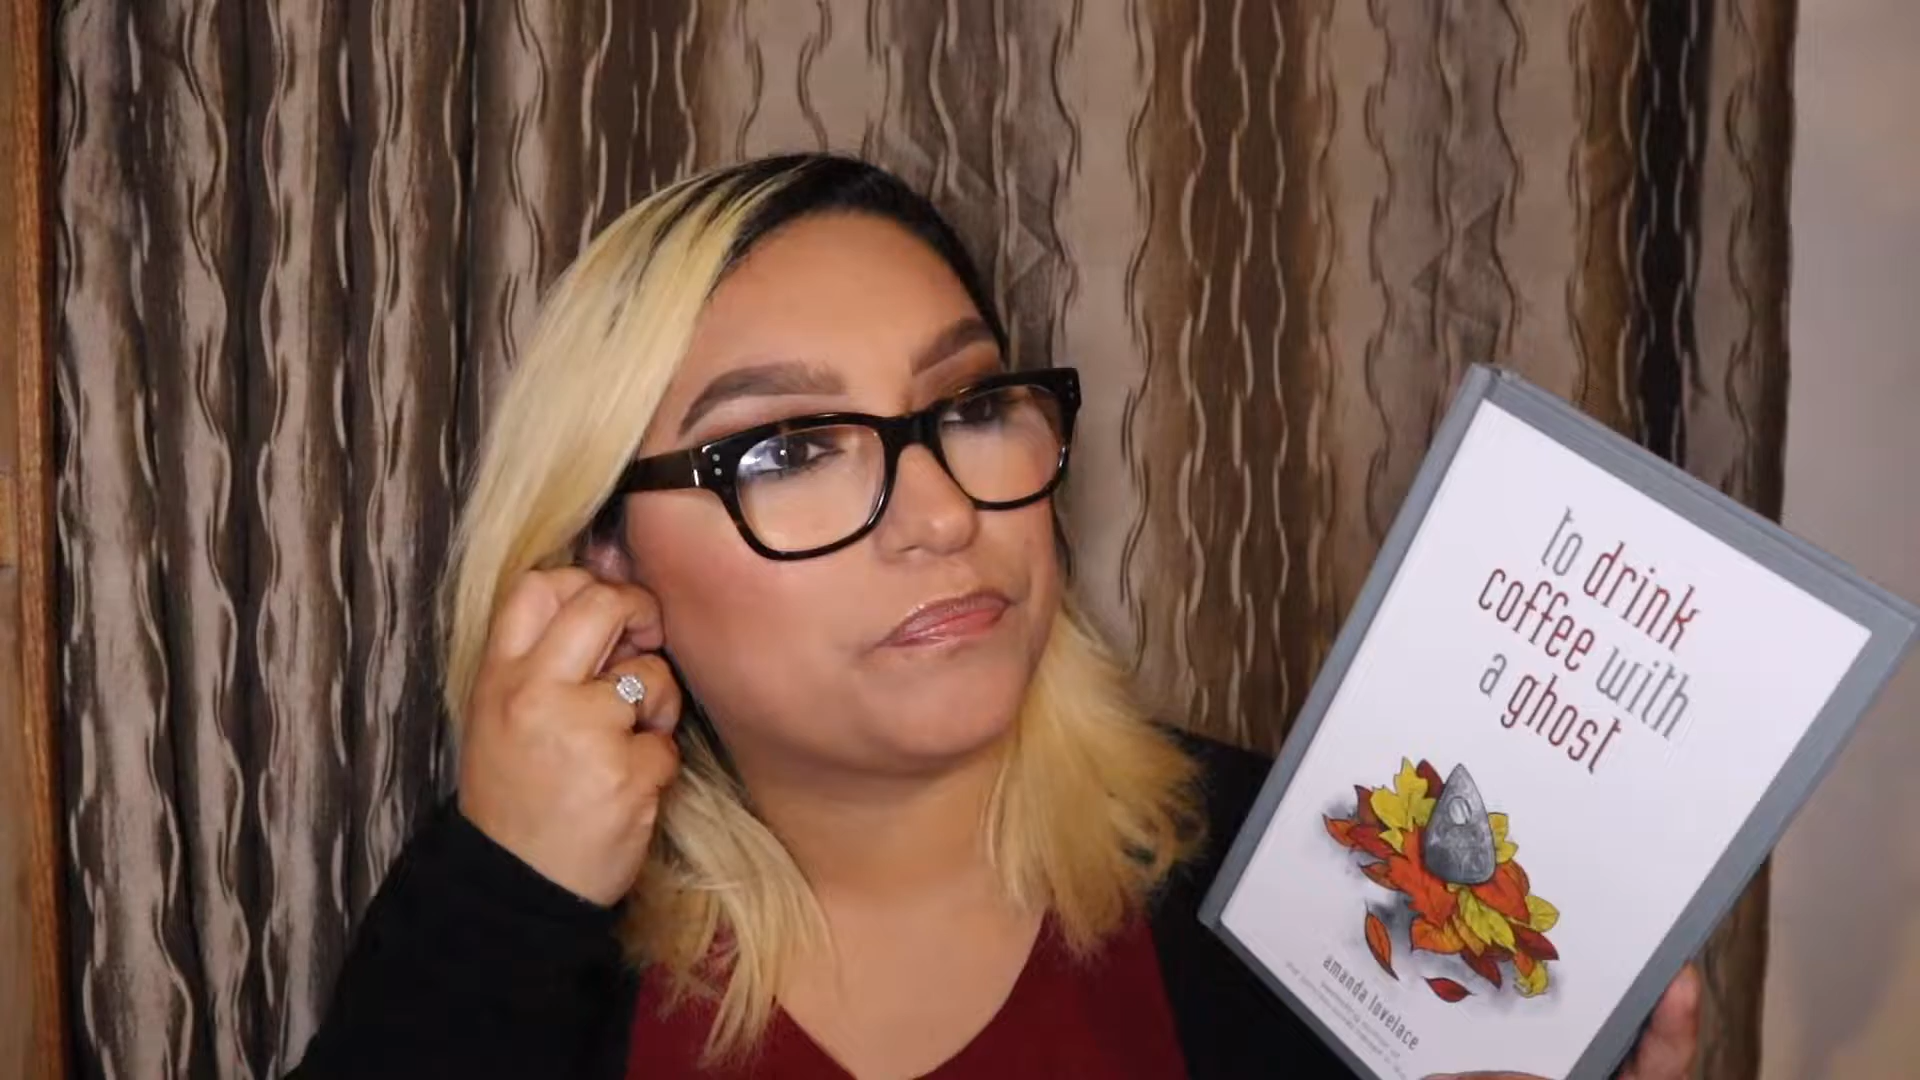 to drink
coffee with
a ghost
amanda lovelace